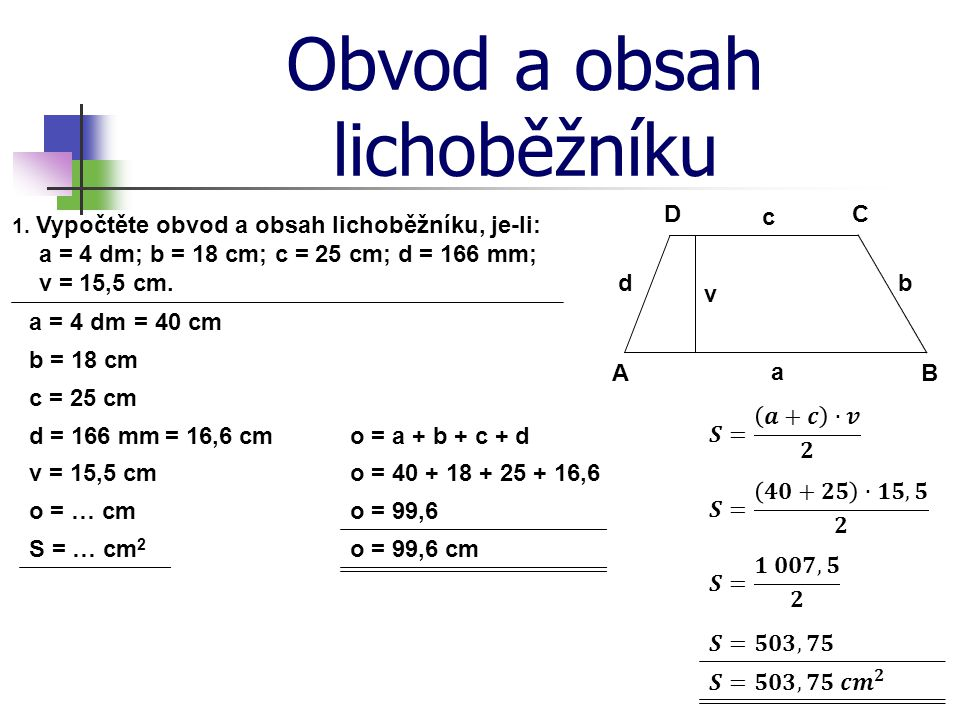 Obvod a obsah
lichoběžníku
1. Vypočtěte obvod a obsah lichoběžníku, je-li:
a = 4 dm; b = 18 cm; c = 25 cm; d = 166 mm;
v = 15,5 cm.
a = 4 dm = 40 cm
b = 18 cm
c = 25 cm
d = 166 mm = 16,6 cm
v = 15,5 cm
o = … cm
S = … cm²
o = a + b + c + d
o = 40 + 18 + 25 + 16,6
o = 99,6
o = 99,6 cm
D c C
d v b
A a B
S = (a + c) · v / 2
S = (40 + 25) · 15,5 / 2
S = 1 007,5 / 2
S = 503,75
S = 503,75 cm²